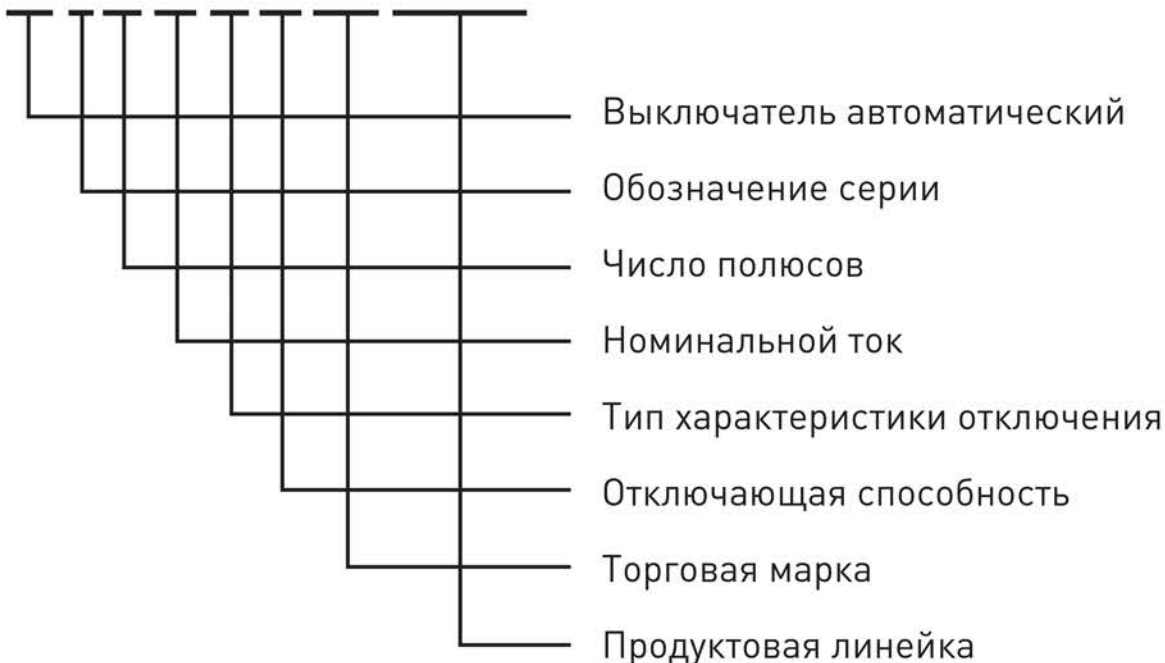 Выключатель автоматический
Обозначение серии
Число полюсов
Номинальной ток
Тип характеристики отключения
Отключающая способность
Торговая марка
Продуктовая линейка